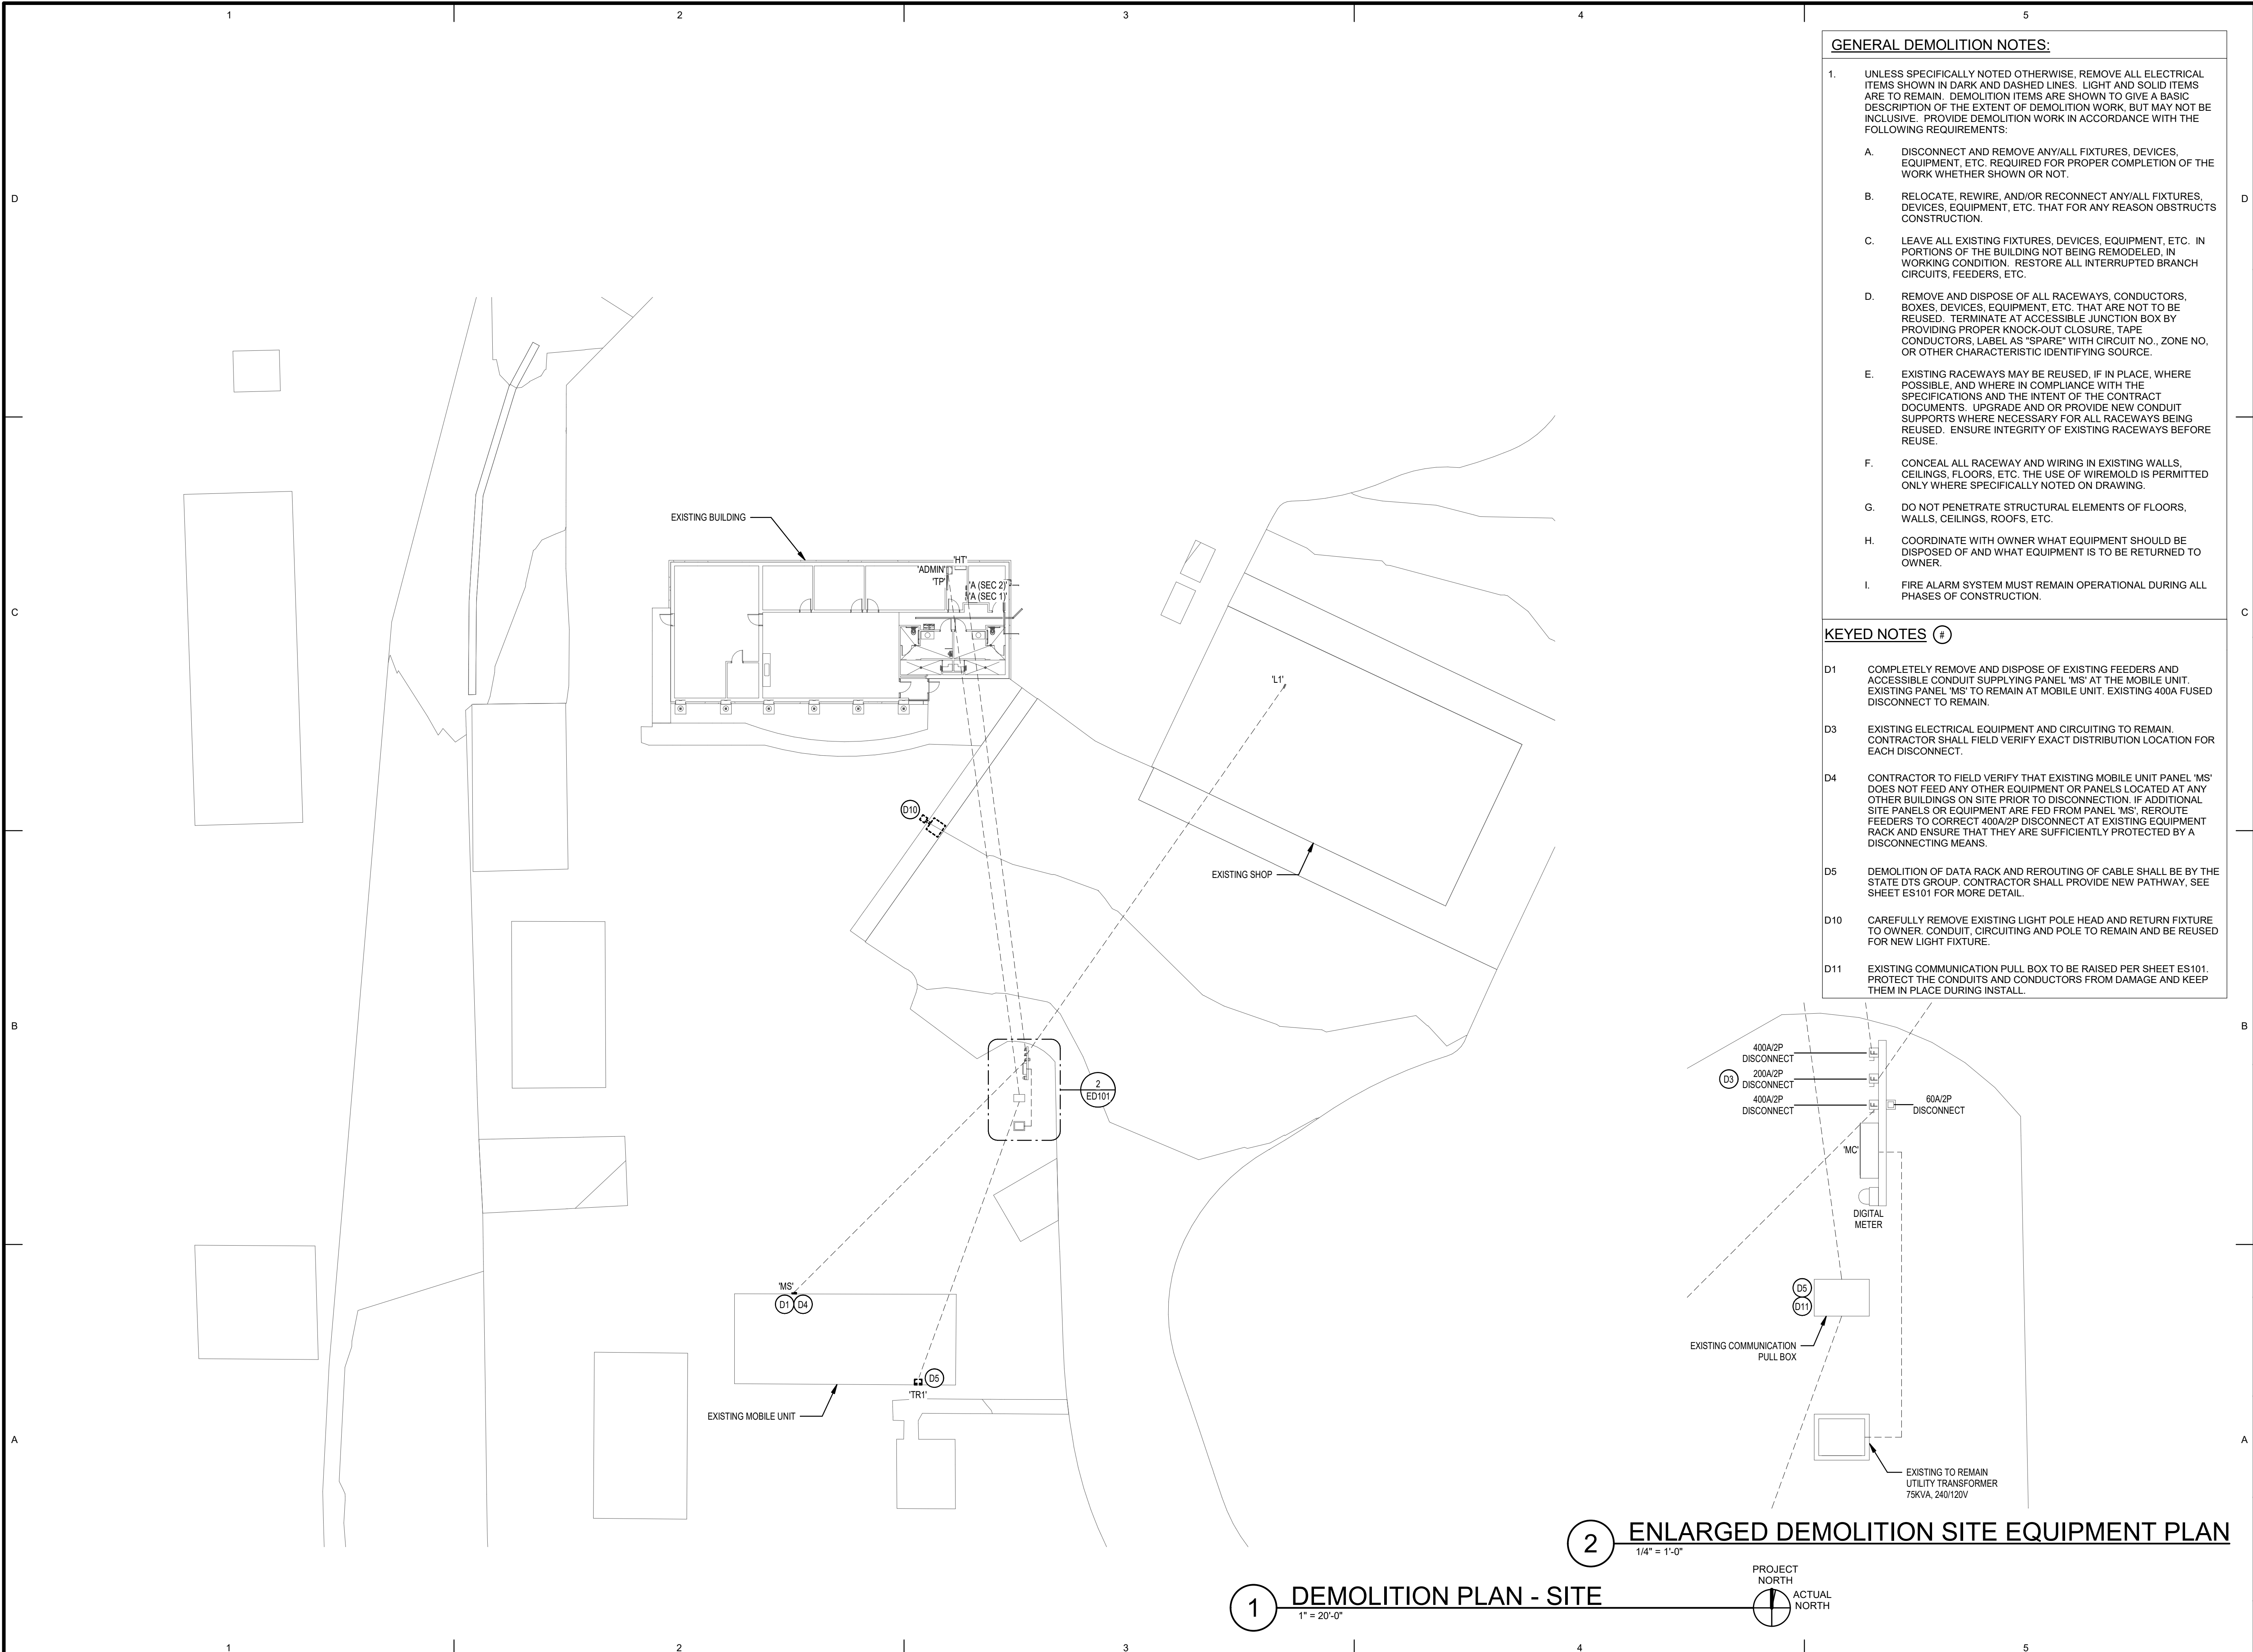 1
2
3
4
5
D
C
B
A
D
C
B
A
GENERAL DEMOLITION NOTES:
1. UNLESS SPECIFICALLY NOTED OTHERWISE, REMOVE ALL ELECTRICAL
ITEMS SHOWN IN DARK AND DASHED LINES. LIGHT AND SOLID ITEMS
ARE TO REMAIN. DEMOLITION ITEMS ARE SHOWN TO GIVE A BASIC
DESCRIPTION OF THE EXTENT OF DEMOLITION WORK, BUT MAY NOT BE
INCLUSIVE. PROVIDE DEMOLITION WORK IN ACCORDANCE WITH THE
FOLLOWING REQUIREMENTS:
A. DISCONNECT AND REMOVE ANY/ALL FIXTURES, DEVICES,
EQUIPMENT, ETC. REQUIRED FOR PROPER COMPLETION OF THE
WORK WHETHER SHOWN OR NOT.
B. RELOCATE, REWIRE, AND/OR RECONNECT ANY/ALL FIXTURES,
DEVICES, EQUIPMENT, ETC. THAT FOR ANY REASON OBSTRUCTS
CONSTRUCTION.
C. LEAVE ALL EXISTING FIXTURES, DEVICES, EQUIPMENT, ETC. IN
PORTIONS OF THE BUILDING NOT BEING REMODELED, IN
WORKING CONDITION. RESTORE ALL INTERRUPTED BRANCH
CIRCUITS, FEEDERS, ETC.
D. REMOVE AND DISPOSE OF ALL RACEWAYS, CONDUCTORS,
BOXES, DEVICES, EQUIPMENT, ETC. THAT ARE NOT TO BE
REUSED. TERMINATE AT ACCESSIBLE JUNCTION BOX BY
PROVIDING PROPER KNOCK-OUT CLOSURE, TAPE
CONDUCTORS, LABEL AS "SPARE" WITH CIRCUIT NO., ZONE NO,
OR OTHER CHARACTERISTIC IDENTIFYING SOURCE.
E. EXISTING RACEWAYS MAY BE REUSED, IF IN PLACE, WHERE
POSSIBLE, AND WHERE IN COMPLIANCE WITH THE
SPECIFICATIONS AND THE INTENT OF THE CONTRACT
DOCUMENTS. UPGRADE AND OR PROVIDE NEW CONDUIT
SUPPORTS WHERE NECESSARY FOR ALL RACEWAYS BEING
REUSED. ENSURE INTEGRITY OF EXISTING RACEWAYS BEFORE
REUSE.
F. CONCEAL ALL RACEWAY AND WIRING IN EXISTING WALLS,
CEILINGS, FLOORS, ETC. THE USE OF WIREMOLD IS PERMITTED
ONLY WHERE SPECIFICALLY NOTED ON DRAWING.
G. DO NOT PENETRATE STRUCTURAL ELEMENTS OF FLOORS,
WALLS, CEILINGS, ROOFS, ETC.
H. COORDINATE WITH OWNER WHAT EQUIPMENT SHOULD BE
DISPOSED OF AND WHAT EQUIPMENT IS TO BE RETURNED TO
OWNER.
I. FIRE ALARM SYSTEM MUST REMAIN OPERATIONAL DURING ALL
PHASES OF CONSTRUCTION.
KEYED NOTES #
D1 COMPLETELY REMOVE AND DISPOSE OF EXISTING FEEDERS AND
ACCESSIBLE CONDUIT SUPPLYING PANEL 'MS' AT THE MOBILE UNIT.
EXISTING PANEL 'MS' TO REMAIN AT MOBILE UNIT. EXISTING 400A FUSED
DISCONNECT TO REMAIN.
D3 EXISTING ELECTRICAL EQUIPMENT AND CIRCUITING TO REMAIN.
CONTRACTOR SHALL FIELD VERIFY EXACT DISTRIBUTION LOCATION FOR
EACH DISCONNECT.
D4 CONTRACTOR TO FIELD VERIFY THAT EXISTING MOBILE UNIT PANEL 'MS'
DOES NOT FEED ANY OTHER EQUIPMENT OR PANELS LOCATED AT ANY
OTHER BUILDINGS ON SITE PRIOR TO DISCONNECTION. IF ADDITIONAL
SITE PANELS OR EQUIPMENT ARE FED FROM PANEL 'MS', REROUTE
FEEDERS TO CORRECT 400A/2P DISCONNECT AT EXISTING EQUIPMENT
RACK AND ENSURE THAT THEY ARE SUFFICIENTLY PROTECTED BY A
DISCONNECTING MEANS.
D5 DEMOLITION OF DATA RACK AND REROUTING OF CABLE SHALL BE BY THE
STATE DTS GROUP. CONTRACTOR SHALL PROVIDE NEW PATHWAY, SEE
SHEET ES101 FOR MORE DETAIL.
D10 CAREFULLY REMOVE EXISTING LIGHT POLE HEAD AND RETURN FIXTURE
TO OWNER. CONDUIT, CIRCUITING AND POLE TO REMAIN AND BE REUSED
FOR NEW LIGHT FIXTURE.
D11 EXISTING COMMUNICATION PULL BOX TO BE RAISED PER SHEET ES101.
PROTECT THE CONDUITS AND CONDUCTORS FROM DAMAGE AND KEEP
THEM IN PLACE DURING INSTALL.
EXISTING BUILDING
'HT'
'ADMIN'
'TP'
'A (SEC 2)'
'A (SEC 1)'
'L1'
D10
EXISTING SHOP
2
ED101
'MS'
D1 D4
D5
'TR1'
EXISTING MOBILE UNIT
400A/2P
DISCONNECT
D3 200A/2P
DISCONNECT
400A/2P
DISCONNECT
F
F
F
60A/2P
DISCONNECT
'MC'
DIGITAL
METER
D5
D11
EXISTING COMMUNICATION
PULL BOX
EXISTING TO REMAIN
UTILITY TRANSFORMER
75KVA, 240/120V
2 ENLARGED DEMOLITION SITE EQUIPMENT PLAN
1/4" = 1'-0"
1 DEMOLITION PLAN - SITE
1" = 20'-0"
PROJECT
NORTH
ACTUAL
NORTH
1
2
3
4
5